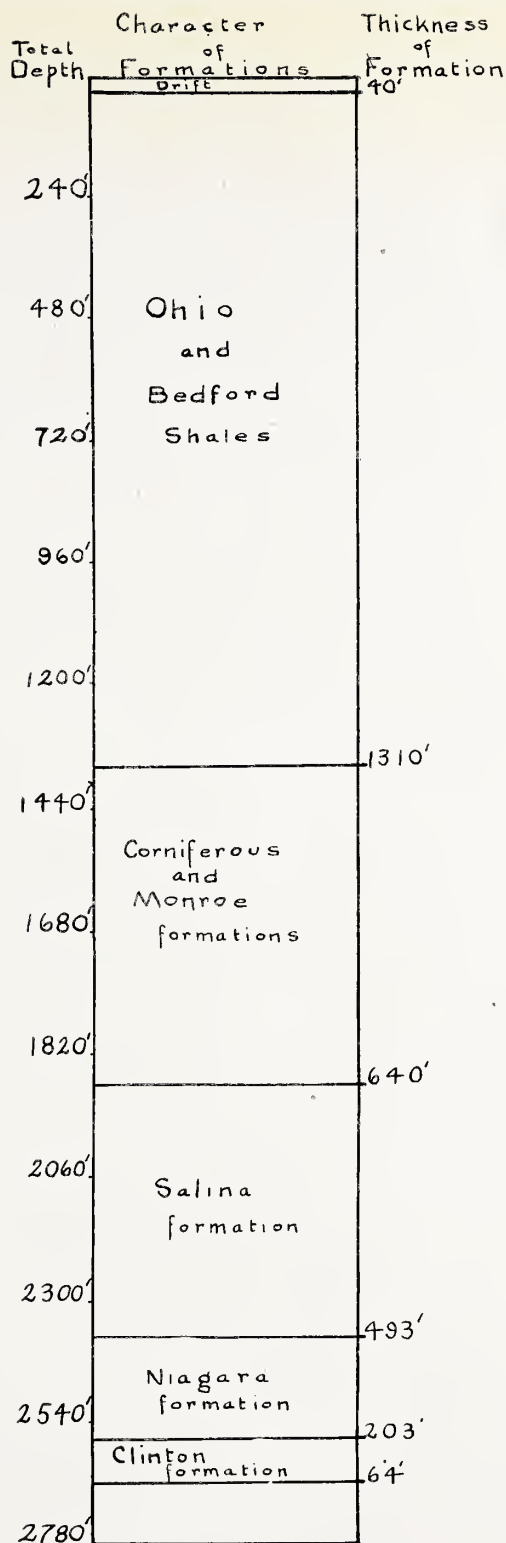 Total
Depth
Character
of
Formations
Thickness
of
Formation
Drift
40'
240'
480'
Ohio
and
Bedford
Shales
720'
960'
1200'
1310'
1440'
Corniferous
and
Monroe
formations
1680'
1820'
640'
2060'
Salina
formation
2300'
493'
Niagara
formation
2540'
203'
Clinton
formation
64'
2780'